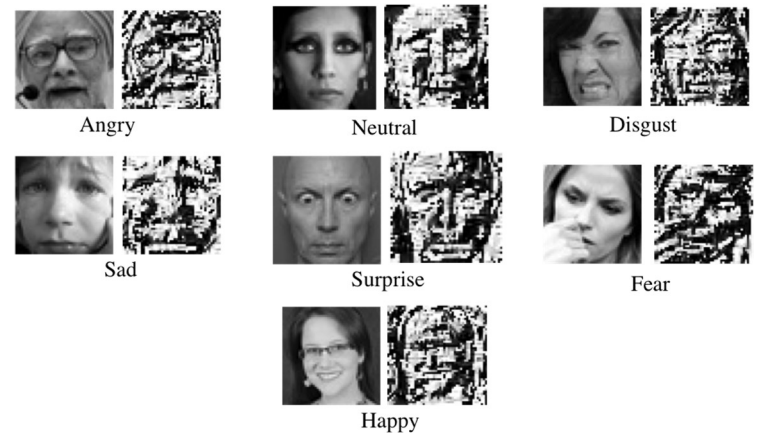 Angry
Neutral
Disgust
Sad
Surprise
Fear
Happy